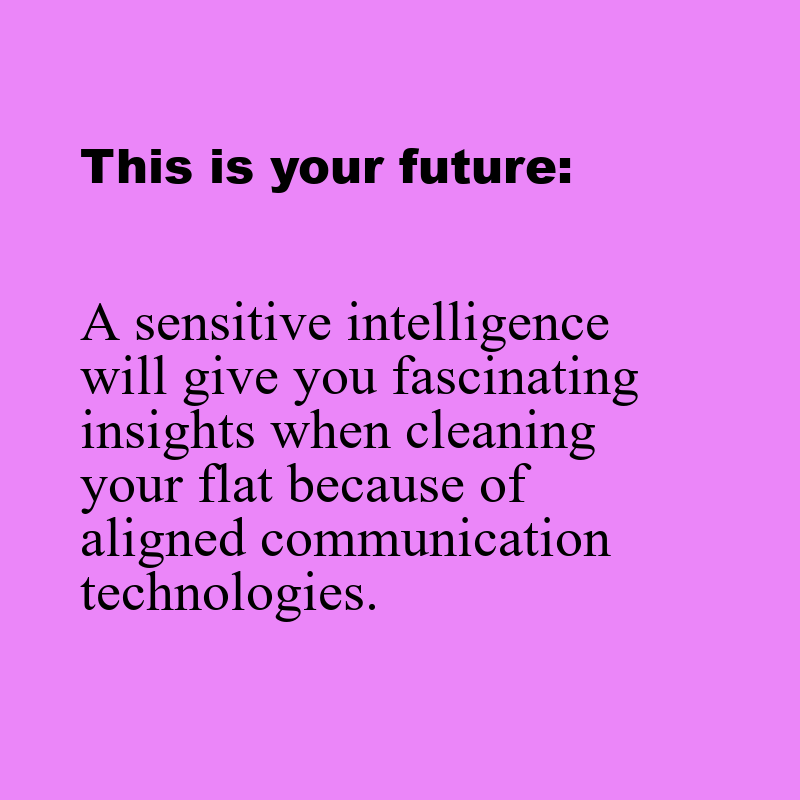 This is your future:
A sensitive intelligence
will give you fascinating
insights when cleaning
your flat because of
aligned communication
technologies.